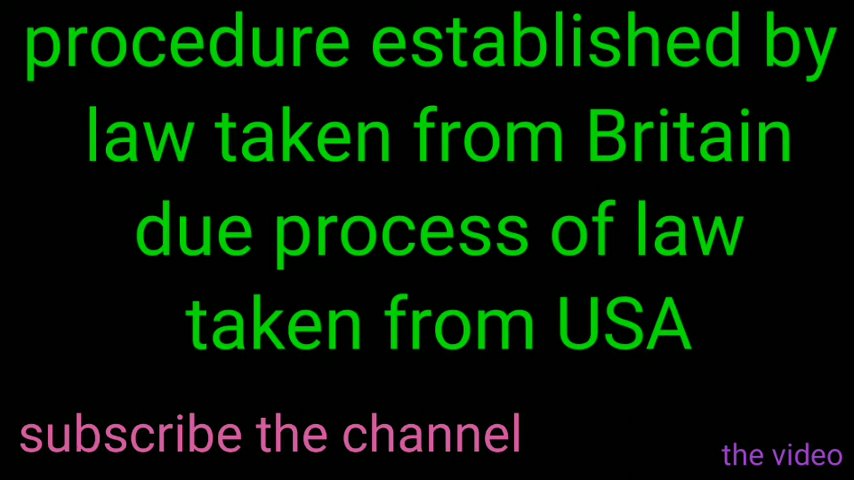 procedure established by
law taken from Britain
due process of law
taken from USA
subscribe the channel
the video